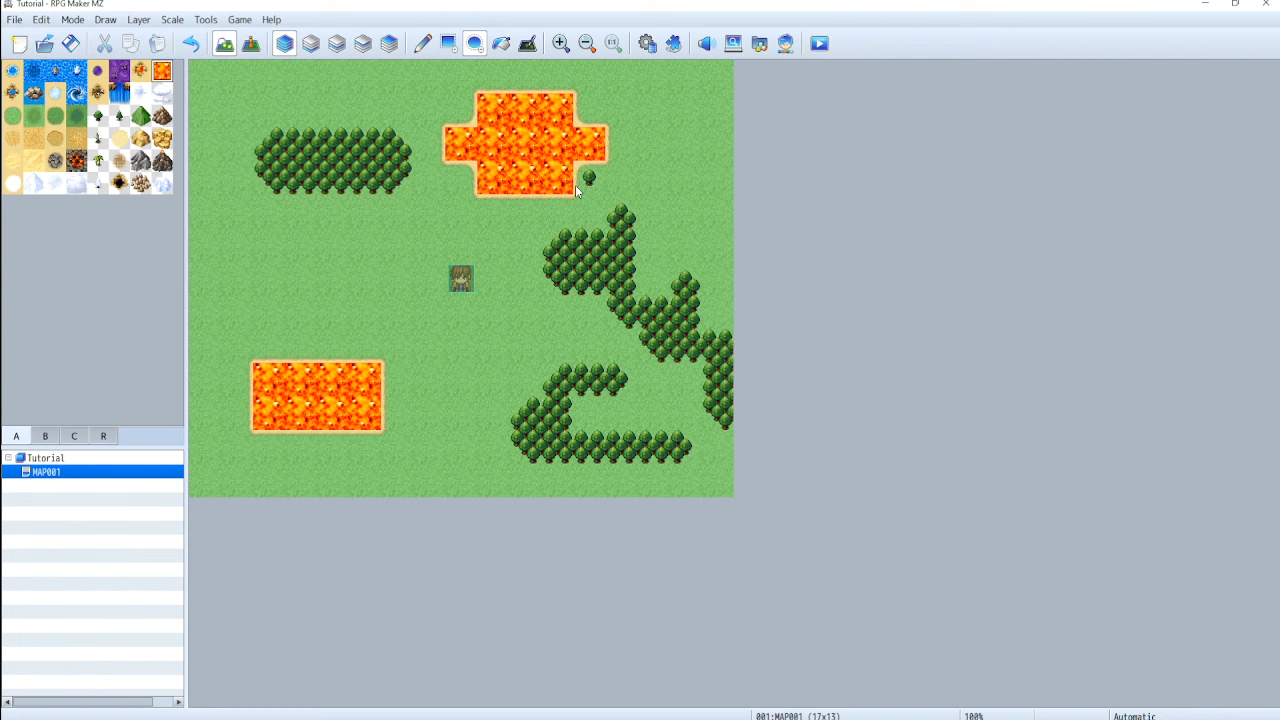 Tutorial - RPG Maker MZ
File Edit Mode Draw Layer Scale Tools Game Help
A B C R
Tutorial
MAP001
001:MAP001 (17x13) 100% Automatic